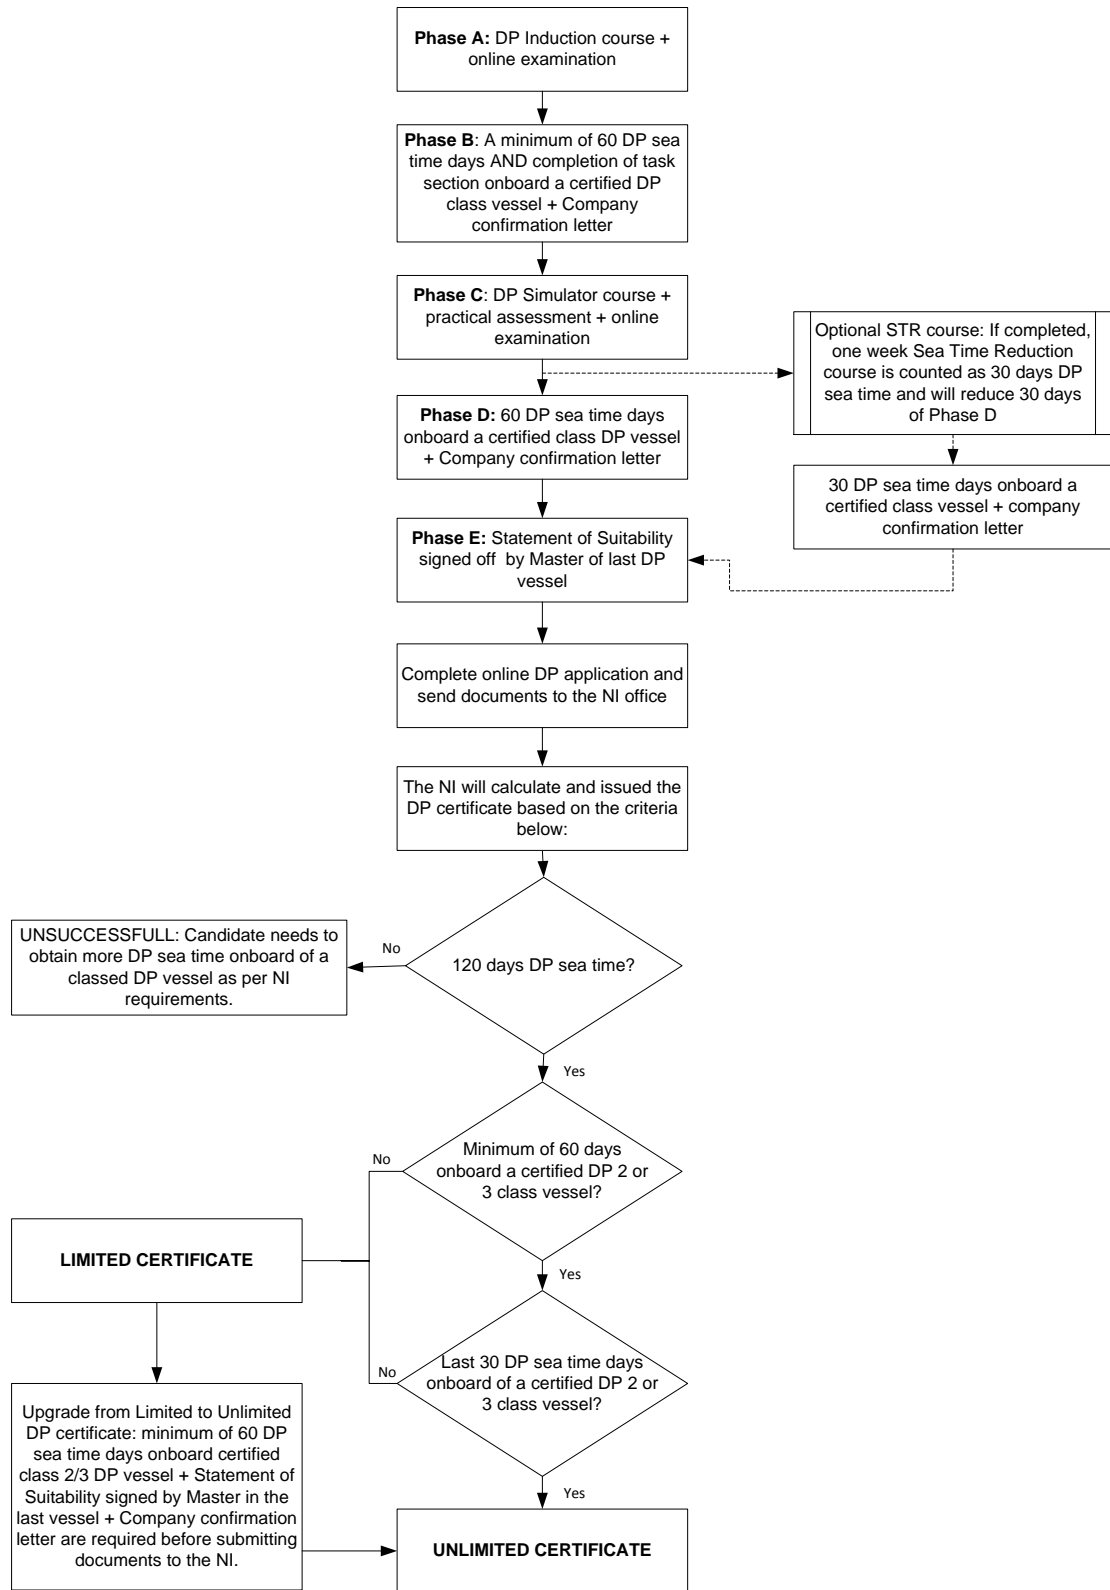 Phase A: DP Induction course +
online examination
Phase B: A minimum of 60 DP sea
time days AND completion of task
section onboard a certified DP
class vessel + Company
confirmation letter
Phase C: DP Simulator course +
practical assessment + online
examination
Optional STR course: If completed,
one week Sea Time Reduction
course is counted as 30 days DP
sea time and will reduce 30 days
of Phase D
Phase D: 60 DP sea time days
onboard a certified class DP vessel
+ Company confirmation letter
30 DP sea time days onboard a
certified class vessel + company
confirmation letter
Phase E: Statement of Suitability
signed off by Master of last DP
vessel
Complete online DP application and
send documents to the NI office
The NI will calculate and issued the
DP certificate based on the criteria
below:
120 days DP sea time?
No
UNSUCCESSFULL: Candidate needs to
obtain more DP sea time onboard of a
classed DP vessel as per NI
requirements.
Yes
Minimum of 60 days
onboard a certified DP 2 or
3 class vessel?
No
LIMITED CERTIFICATE
Yes
Last 30 DP sea time days
onboard of a certified DP 2 or
3 class vessel?
No
Upgrade from Limited to Unlimited
DP certificate: minimum of 60 DP
sea time days onboard certified
class 2/3 DP vessel + Statement of
Suitability signed by Master in the
last vessel + Company confirmation
letter are required before submitting
documents to the NI.
Yes
UNLIMITED CERTIFICATE